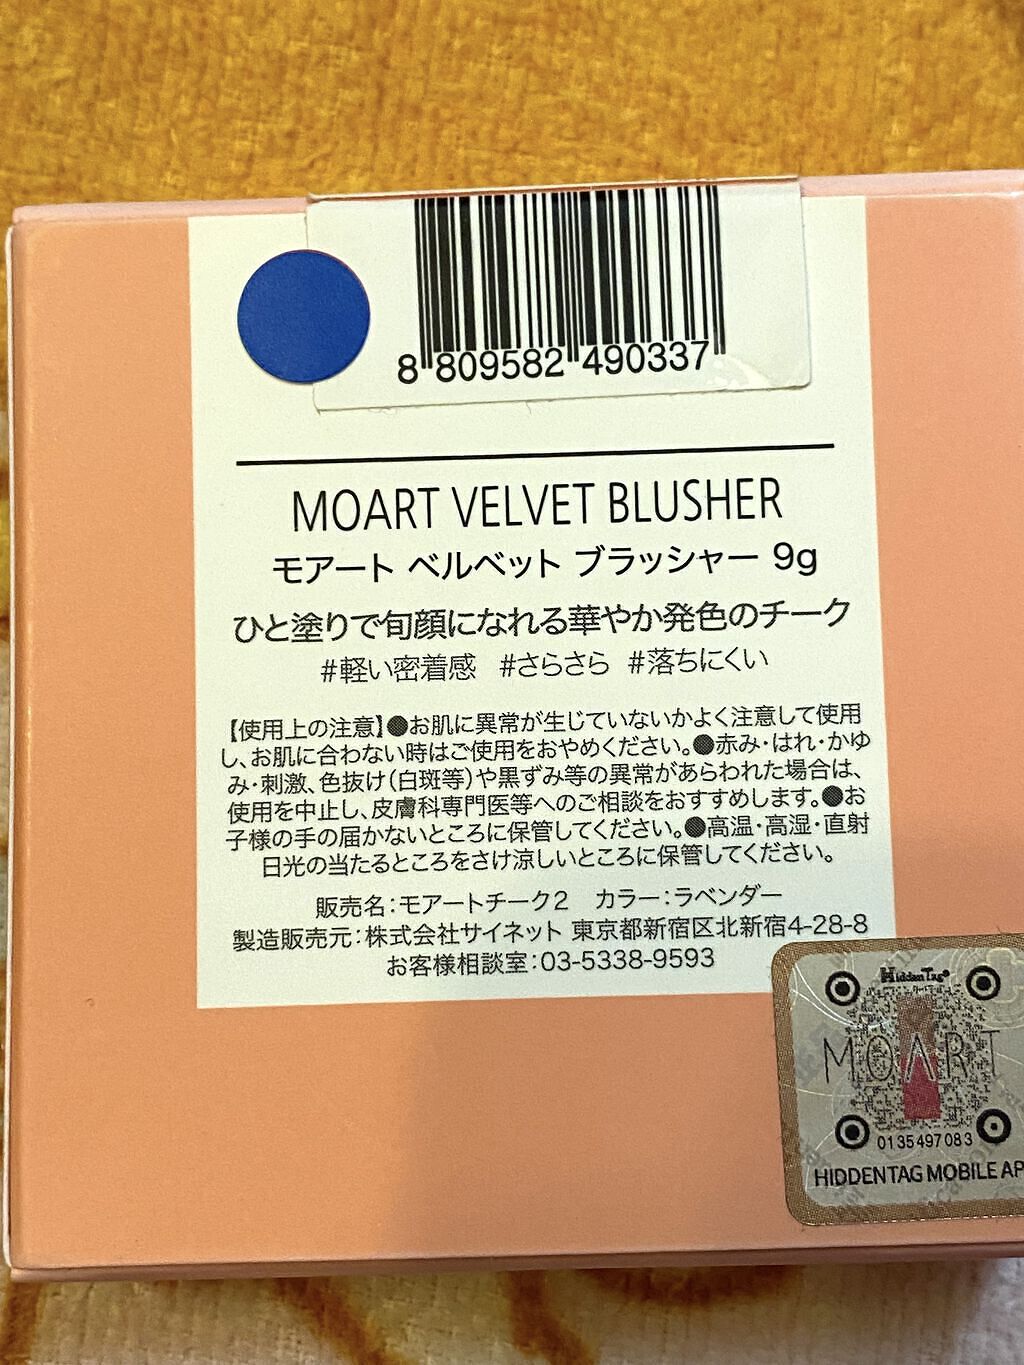 8 809582 490337
MOART VELVET BLUSHER
モアート ベルベット ブラッシャー 9g
ひと塗りで旬顔になれる華やか発色のチーク
#軽い密着感 #さらさら #落ちにくい
【使用上の注意】●お肌に異常が生じていないかよく注意して使用
し、お肌に合わない時はご使用をおやめください。●赤み・はれ・かゆ
み・刺激、色抜け(白斑等)や黒ずみ等の異常があらわれた場合は、
使用を中止し、皮膚科専門医等へのご相談をおすすめします。●お
子様の手の届かないところに保管してください。●高温・高湿・直射
日光の当たるところをさけ涼しいところに保管してください。
販売名:モアートチーク2 カラー:ラベンダー
製造販売元:株式会社サイネット 東京都新宿区北新宿4-28-8
お客様相談室:03-5338-9593
HiddenTag®
MOART
0135497083
HIDDENTAG MOBILE AP